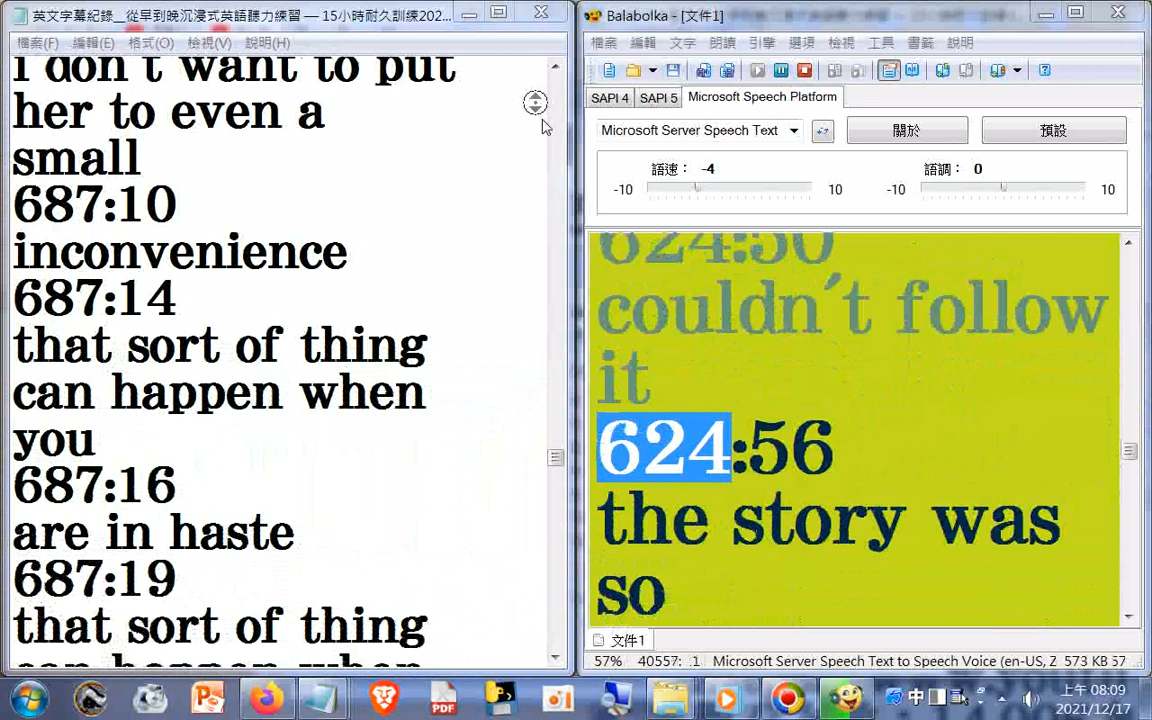 英文字幕紀錄__從早到晚沉浸式英語聽力練習 — 15小時耐久訓練202...
檔案(F) 編輯(E) 格式(O) 檢視(V) 說明(H)
i don't want to put
her to even a
small
687:10
inconvenience
687:14
that sort of thing
can happen when
you
687:16
are in haste
687:19
that sort of thing
can happen when
Balabolka - [文件1]
檔案 編輯 文字 朗讀 引擎 選項 檢視 工具 書籤 說明
SAPI 4 SAPI 5 Microsoft Speech Platform
Microsoft Server Speech Text 關於 預設
語速: -4 語調: 0
-10 10 -10 10
624:50
couldn't follow
it
624:56
the story was
so
文件1
57% 40557: .1 Microsoft Server Speech Text to Speech Voice (en-US, Z 573 KB 57
PDF
中
上午 08:09
2021/12/17